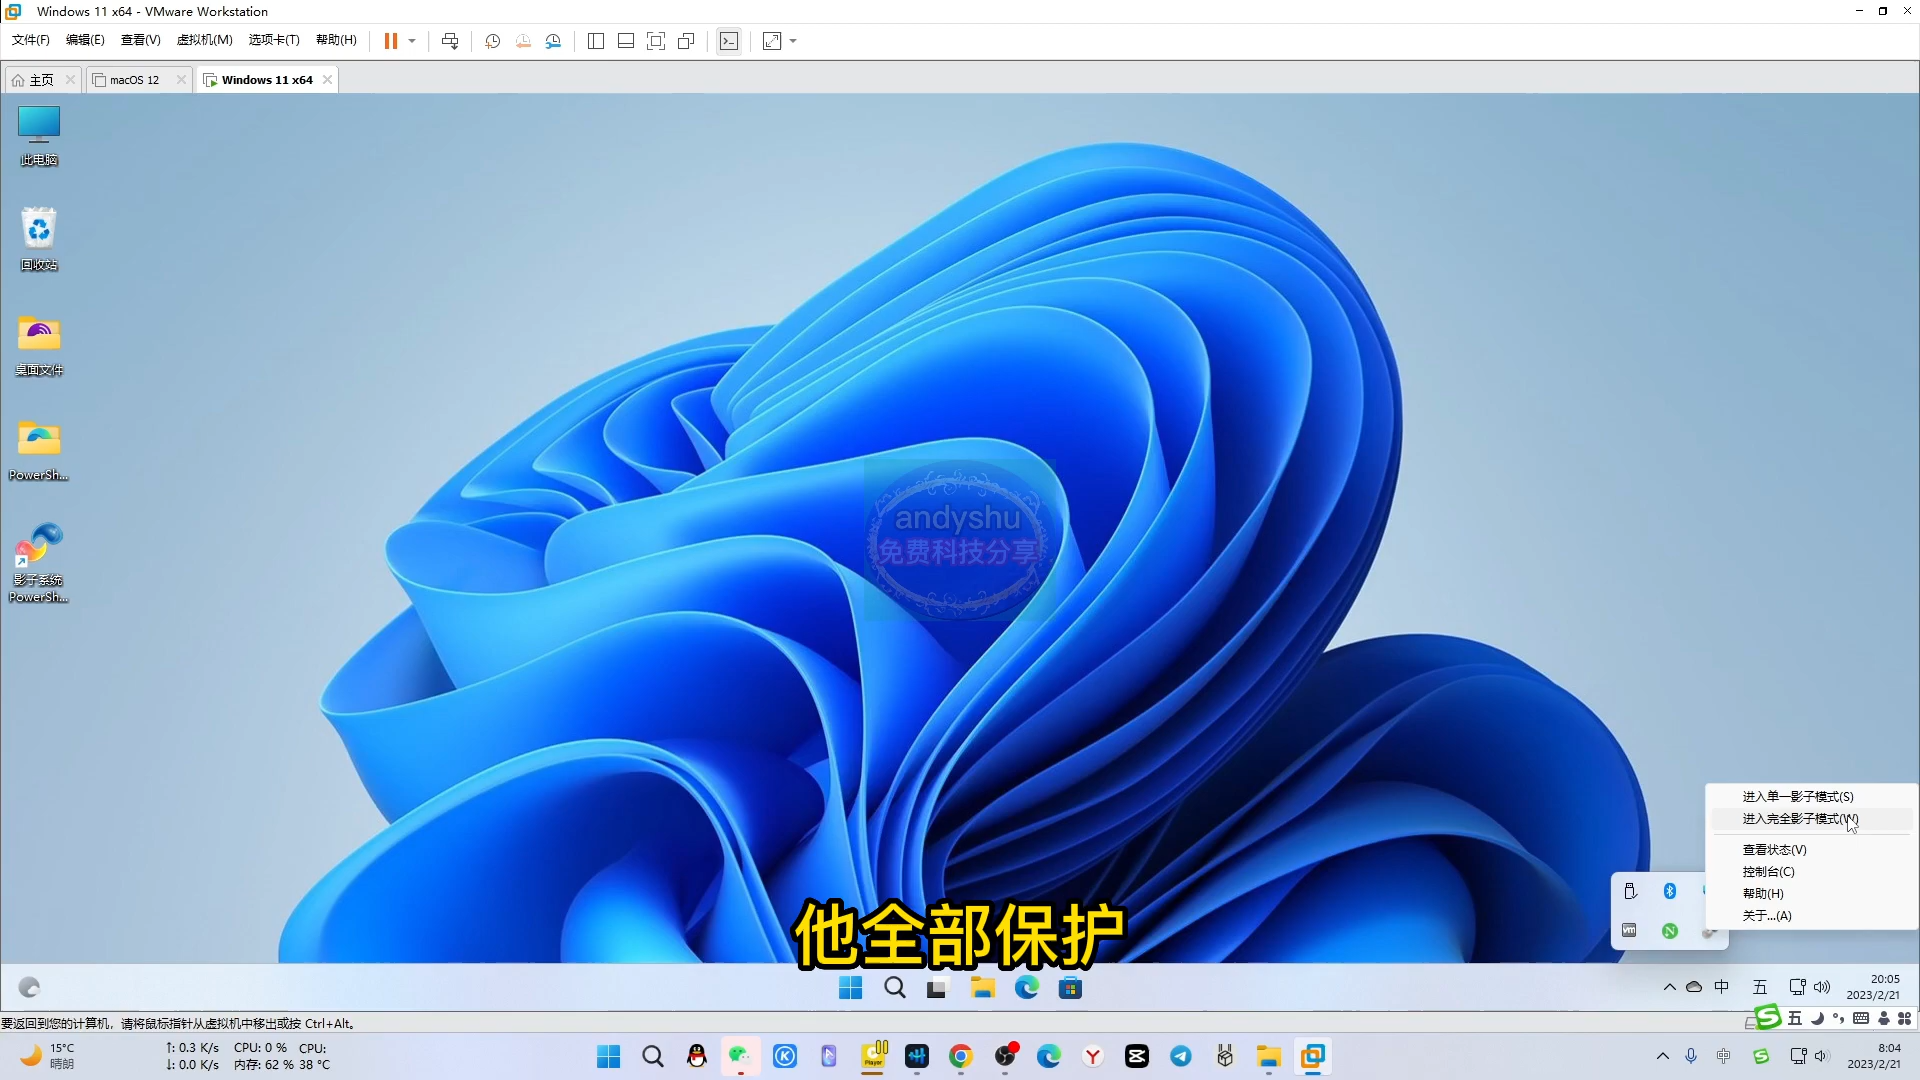 Windows 11 x64 - VMware Workstation
文件(F) 编辑(E) 查看(V) 虚拟机(M) 选项卡(T) 帮助(H)
主页 macOS 12 Windows 11 x64
此电脑
回收站
桌面文件
PowerSh...
影子系统
PowerSh...
andyshu
免费科技分享
进入单一影子模式(S)
进入完全影子模式(W)
查看状态(V)
控制台(C)
帮助(H)
关于...(A)
vm N
他全部保护
中 五 20:05
2023/2/21
要返回到您的计算机，请将鼠标指针从虚拟机中移出或按 Ctrl+Alt。
S 五
15°C
晴朗
↑: 0.3 K/s CPU: 0 % CPU:
↓: 0.0 K/s 内存: 62 % 38 °C
Player
中 S 8:04
2023/2/21